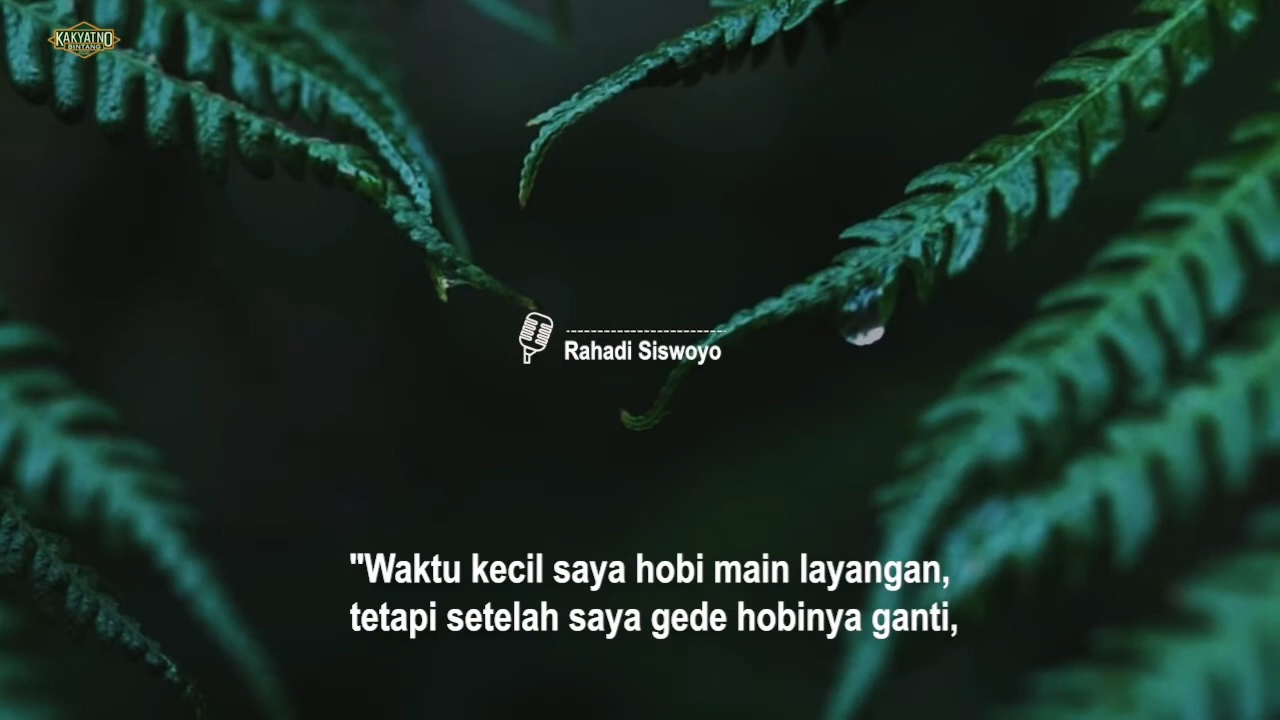 KAKYATNO
BINTANG
Rahadi Siswoyo
"Waktu kecil saya hobi main layangan,
tetapi setelah saya gede hobinya ganti,